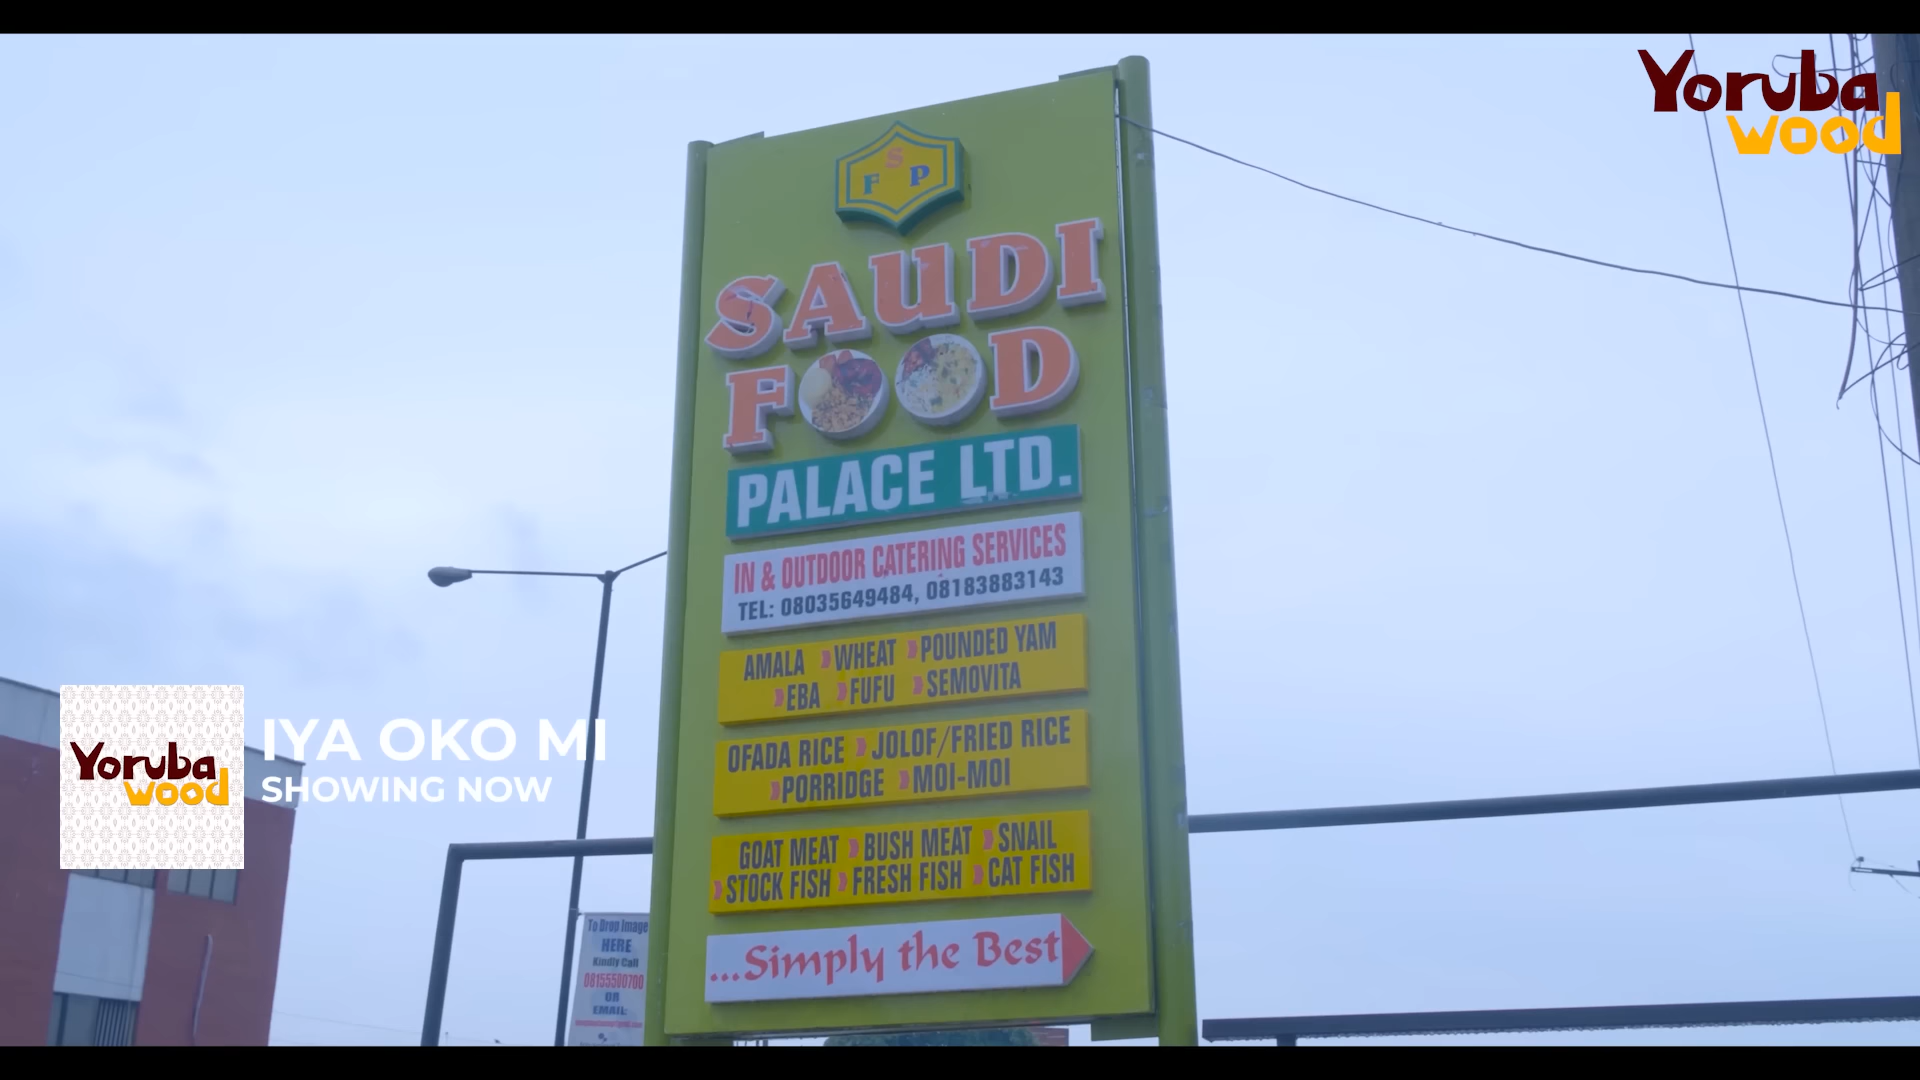 Yoruba
wood
S
F P
SAUDI
FOOD
PALACE LTD.
IN & OUTDOOR CATERING SERVICES
TEL: 08035649484, 08183883143
AMALA WHEAT POUNDED YAM
EBA FUFU SEMOVITA
OFADA RICE JOLOF/FRIED RICE
PORRIDGE MOI-MOI
GOAT MEAT BUSH MEAT SNAIL
STOCK FISH FRESH FISH CAT FISH
...Simply the Best
Yoruba
wood
IYA OKO MI
SHOWING NOW
To Drop Image
HERE
Kindly Call
08155500700
OR
EMAIL: